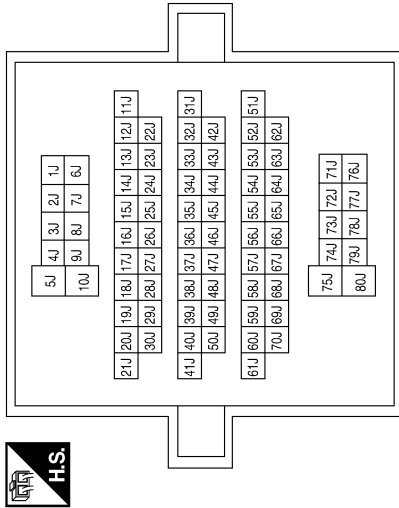 H.S.
5J 4J 3J 2J 1J
10J 9J 8J 7J 6J
21J 20J 19J 18J 17J 16J 15J 14J 13J 12J 11J
30J 29J 28J 27J 26J 25J 24J 23J 22J
41J 40J 39J 38J 37J 36J 35J 34J 33J 32J 31J
50J 49J 48J 47J 46J 45J 44J 43J 42J
61J 60J 59J 58J 57J 56J 55J 54J 53J 52J 51J
70J 69J 68J 67J 66J 65J 64J 63J 62J
75J 74J 73J 72J 71J
80J 79J 78J 77J 76J